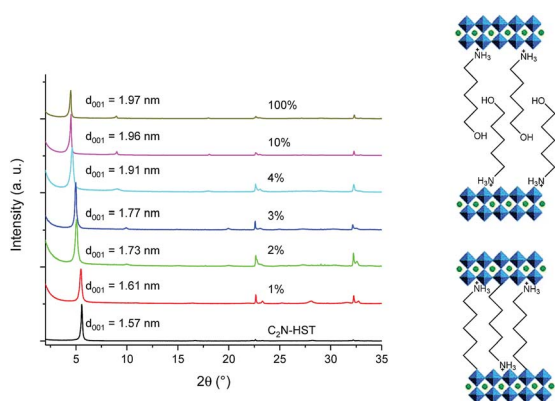 d001 = 1.97 nm 100%
d001 = 1.96 nm 10%
d001 = 1.91 nm 4%
d001 = 1.77 nm 3%
d001 = 1.73 nm 2%
d001 = 1.61 nm 1%
d001 = 1.57 nm C2N-HST
Intensity (a. u.)
5 10 15 20 25 30 35
2θ (°)
+ +
NH3 NH3
HO HO
OH OH
H3N H3N
+ +
NH3 NH3
+
NH3